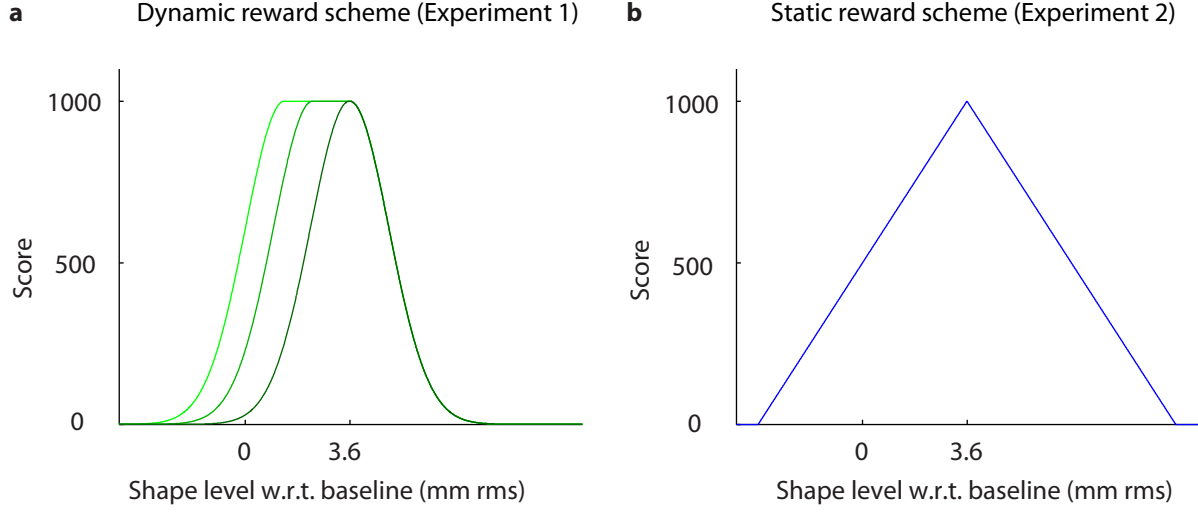 a Dynamic reward scheme (Experiment 1)
1000
500
0
Score
0 3.6
Shape level w.r.t. baseline (mm rms)
b Static reward scheme (Experiment 2)
1000
500
0
Score
0 3.6
Shape level w.r.t. baseline (mm rms)